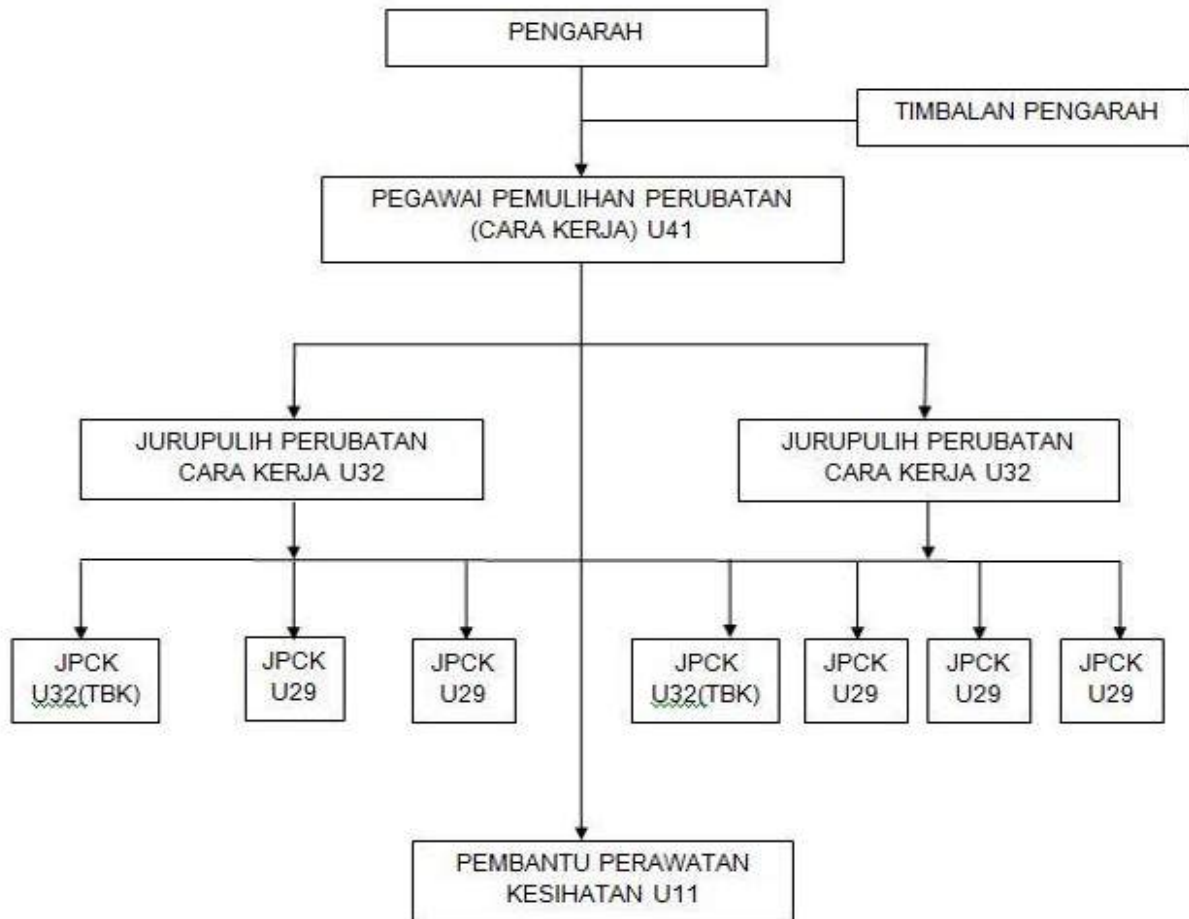 PENGARAH
TIMBALAN PENGARAH
PEGAWAI PEMULIHAN PERUBATAN
(CARA KERJA) U41
JURUPULIH PERUBATAN
CARA KERJA U32
JURUPULIH PERUBATAN
CARA KERJA U32
JPCK
U32(TBK)
JPCK
U29
JPCK
U29
JPCK
U32(TBK)
JPCK
U29
JPCK
U29
JPCK
U29
PEMBANTU PERAWATAN
KESIHATAN U11